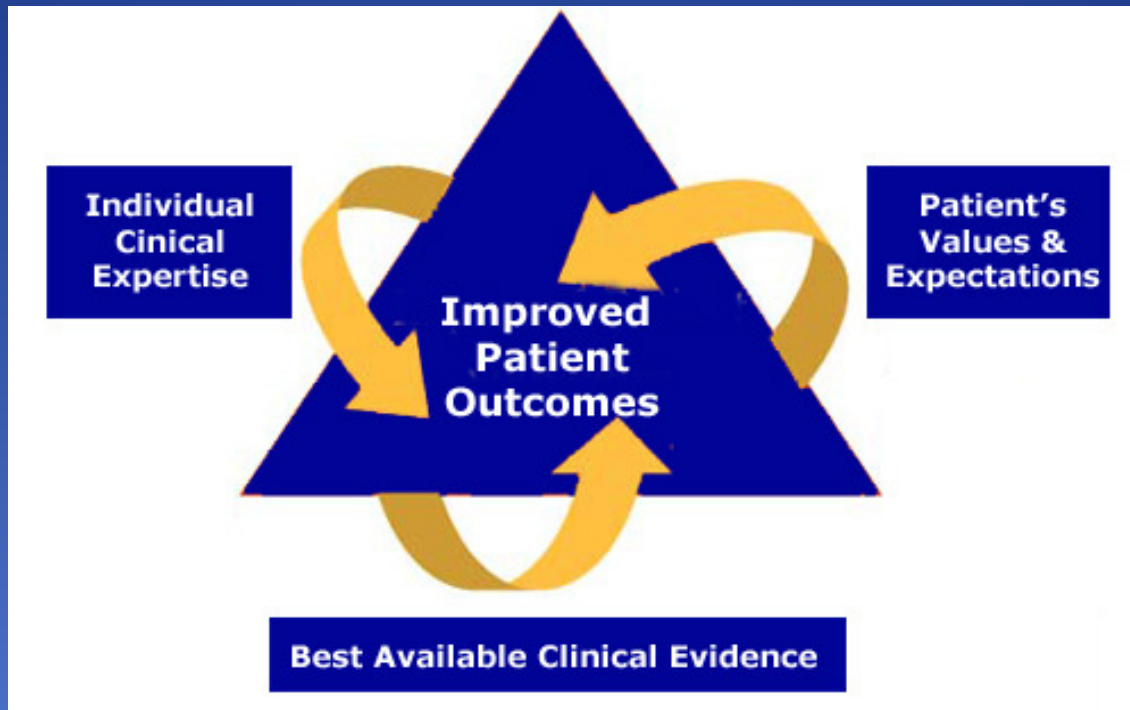 Individual
Cinical
Expertise
Patient's
Values &
Expectations
Improved
Patient
Outcomes
Best Available Clinical Evidence